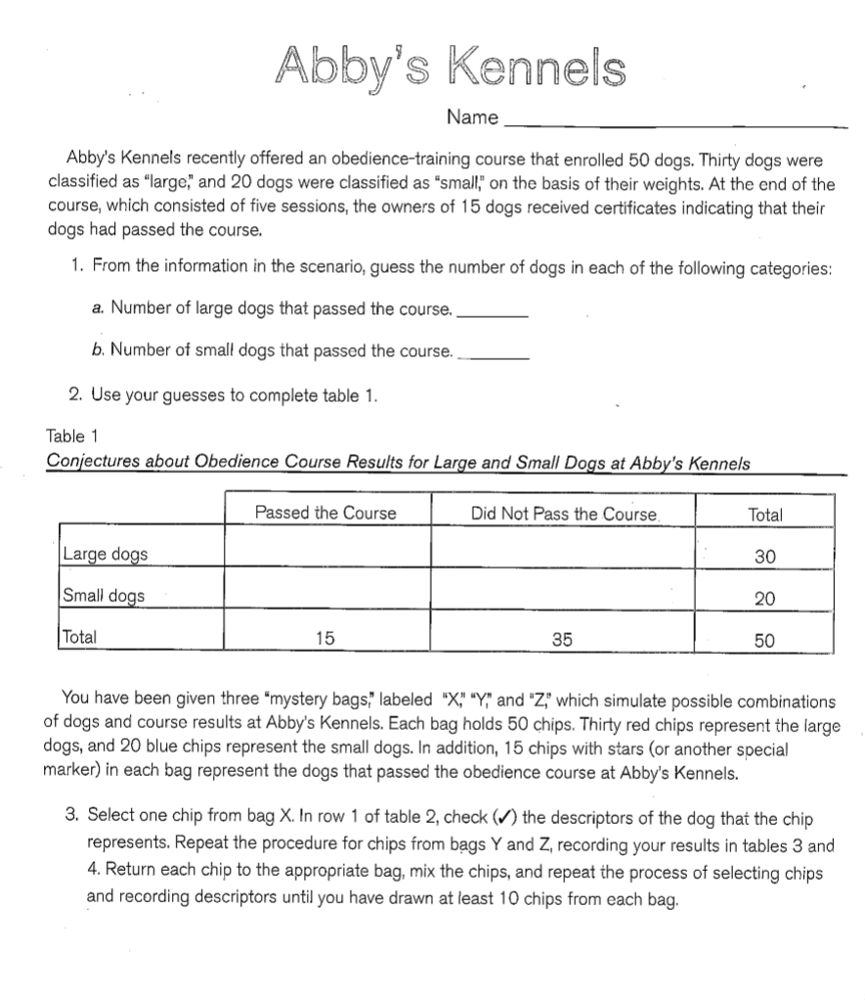 Abby's Kennels
Name
Abby's Kennels recently offered an obedience-training course that enrolled 50 dogs. Thirty dogs were
classified as "large," and 20 dogs were classified as "small," on the basis of their weights. At the end of the
course, which consisted of five sessions, the owners of 15 dogs received certificates indicating that their
dogs had passed the course.
1. From the information in the scenario, guess the number of dogs in each of the following categories:
a. Number of large dogs that passed the course.
b. Number of small dogs that passed the course.
2. Use your guesses to complete table 1.
Table 1
Conjectures about Obedience Course Results for Large and Small Dogs at Abby's Kennels
Passed the Course Did Not Pass the Course Total
Large dogs 30
Small dogs 20
Total 15 35 50
You have been given three "mystery bags," labeled "X," "Y," and "Z," which simulate possible combinations
of dogs and course results at Abby's Kennels. Each bag holds 50 chips. Thirty red chips represent the large
dogs, and 20 blue chips represent the small dogs. In addition, 15 chips with stars (or another special
marker) in each bag represent the dogs that passed the obedience course at Abby's Kennels.
3. Select one chip from bag X. In row 1 of table 2, check (✓) the descriptors of the dog that the chip
represents. Repeat the procedure for chips from bags Y and Z, recording your results in tables 3 and
4. Return each chip to the appropriate bag, mix the chips, and repeat the process of selecting chips
and recording descriptors until you have drawn at least 10 chips from each bag.